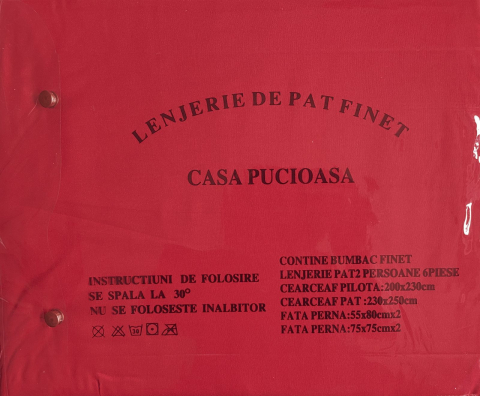 LENJERIE DE PAT FINET
CASA PUCIOASA
INSTRUCTIUNI DE FOLOSIRE
SE SPALA LA 30°
NU SE FOLOSESTE INALBITOR
CONTINE BUMBAC FINET
LENJERIE PAT2 PERSOANE 6PIESE
CEARCEAF PILOTA:200x230cm
CEARCEAF PAT :230x250cm
FATA PERNA:55x80cmx2
FATA PERNA:75x75cmx2